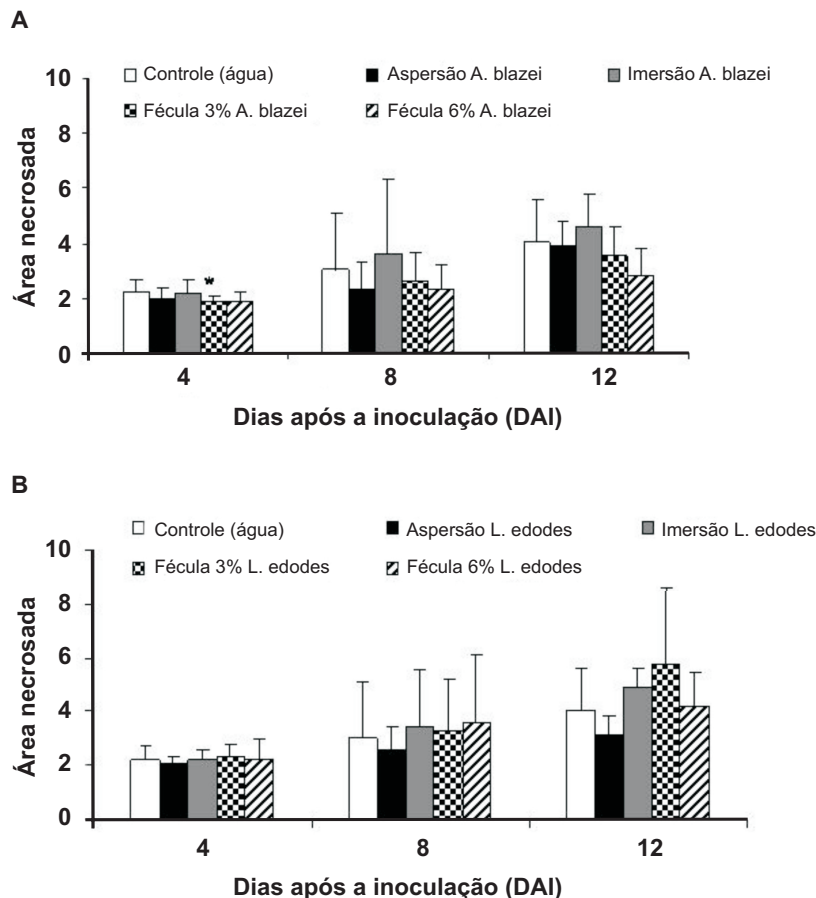 A
Controle (água) Aspersão A. blazei Imersão A. blazei
Fécula 3% A. blazei Fécula 6% A. blazei
10
8
6
4
2
0
Área necrosada
*
4 8 12
Dias após a inoculação (DAI)
B
Controle (água) Aspersão L. edodes Imersão L. edodes
Fécula 3% L. edodes Fécula 6% L. edodes
10
8
6
4
2
0
Área necrosada
4 8 12
Dias após a inoculação (DAI)